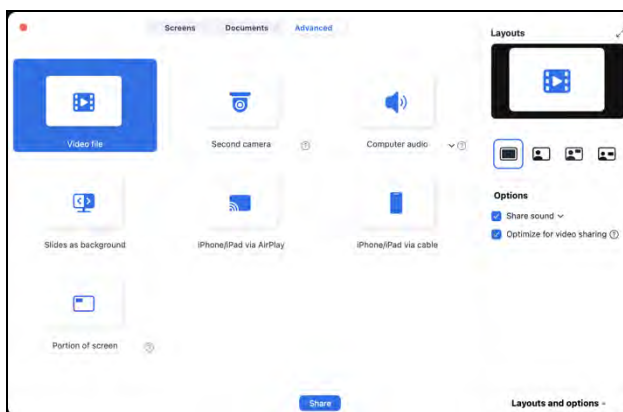 Screens Documents Advanced
Layouts
Video file
Second camera
Computer audio
Slides as background
iPhone/iPad via AirPlay
iPhone/iPad via cable
Options
Share sound
Optimize for video sharing
Portion of screen
Share
Layouts and options